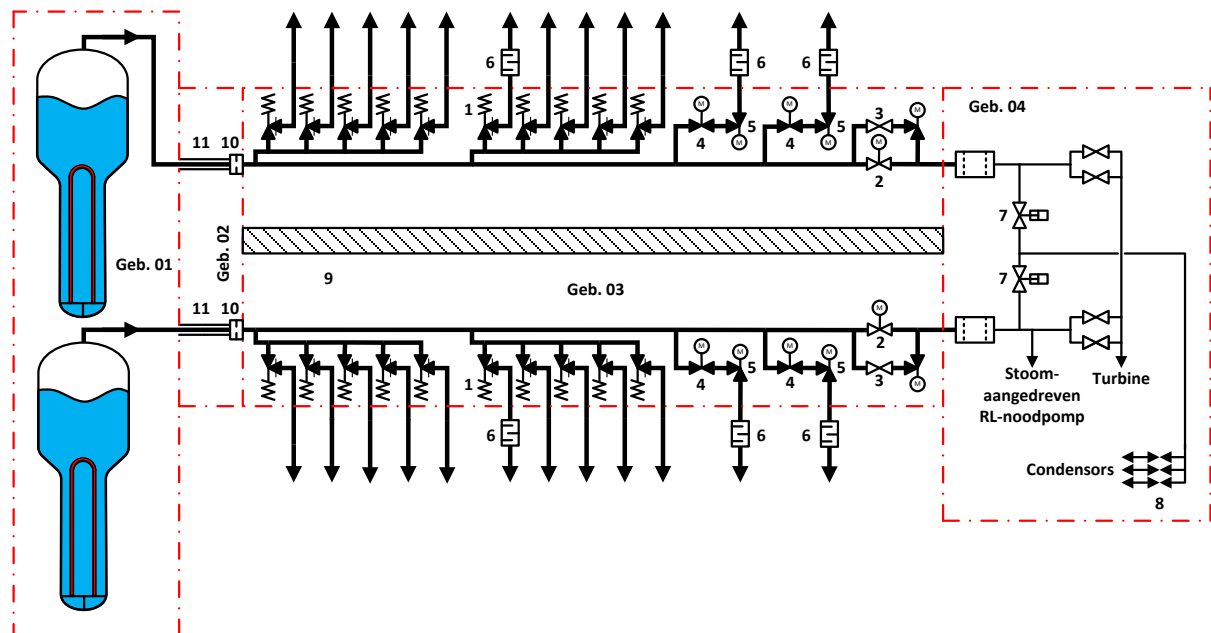 6
6
6
1
M
M
5
M
M
5
3
M
Geb. 04
4
4
M
2
11
10
7
Geb. 01
Geb. 02
9
Geb. 03
7
11
10
M
2
1
M
M
5
M
M
5
3
M
4
4
6
6
6
Stoom-
aangedreven
RL-noodpomp
Turbine
Condensors
8